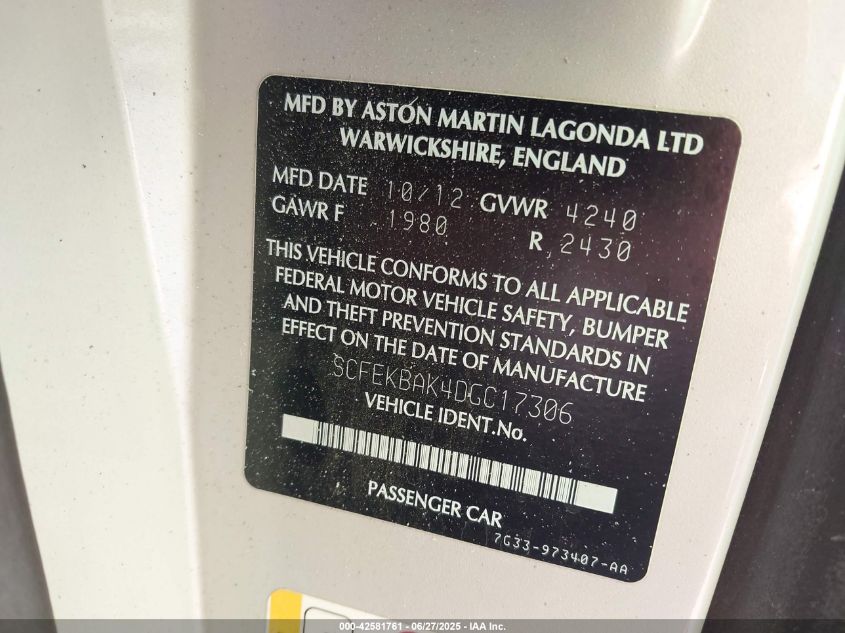 MFD BY ASTON MARTIN LAGONDA LTD
WARWICKSHIRE, ENGLAND
MFD DATE 10/12 GVWR 4240
GAWR F 1980 R 2430
THIS VEHICLE CONFORMS TO ALL APPLICABLE
FEDERAL MOTOR VEHICLE SAFETY, BUMPER
AND THEFT PREVENTION STANDARDS IN
EFFECT ON THE DATE OF MANUFACTURE
SCFEKBAK4DGC17306
VEHICLE IDENT.No.
PASSENGER CAR
7G33-973407-AA
000-42581761 - 06/27/2025 - IAA Inc.